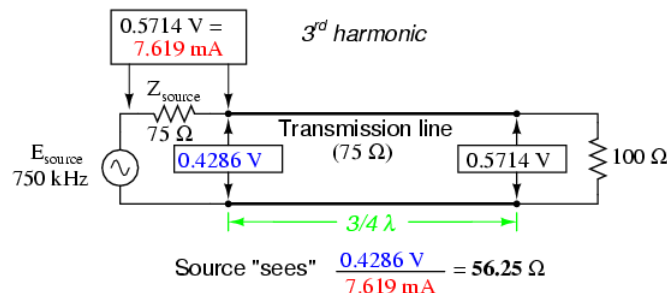 0.5714 V =
7.619 mA
3rd harmonic
Zsource
75 Ω
Esource
750 kHz
0.4286 V
Transmission line
(75 Ω)
0.5714 V
100 Ω
3/4 λ
Source "sees" 0.4286 V / 7.619 mA = 56.25 Ω